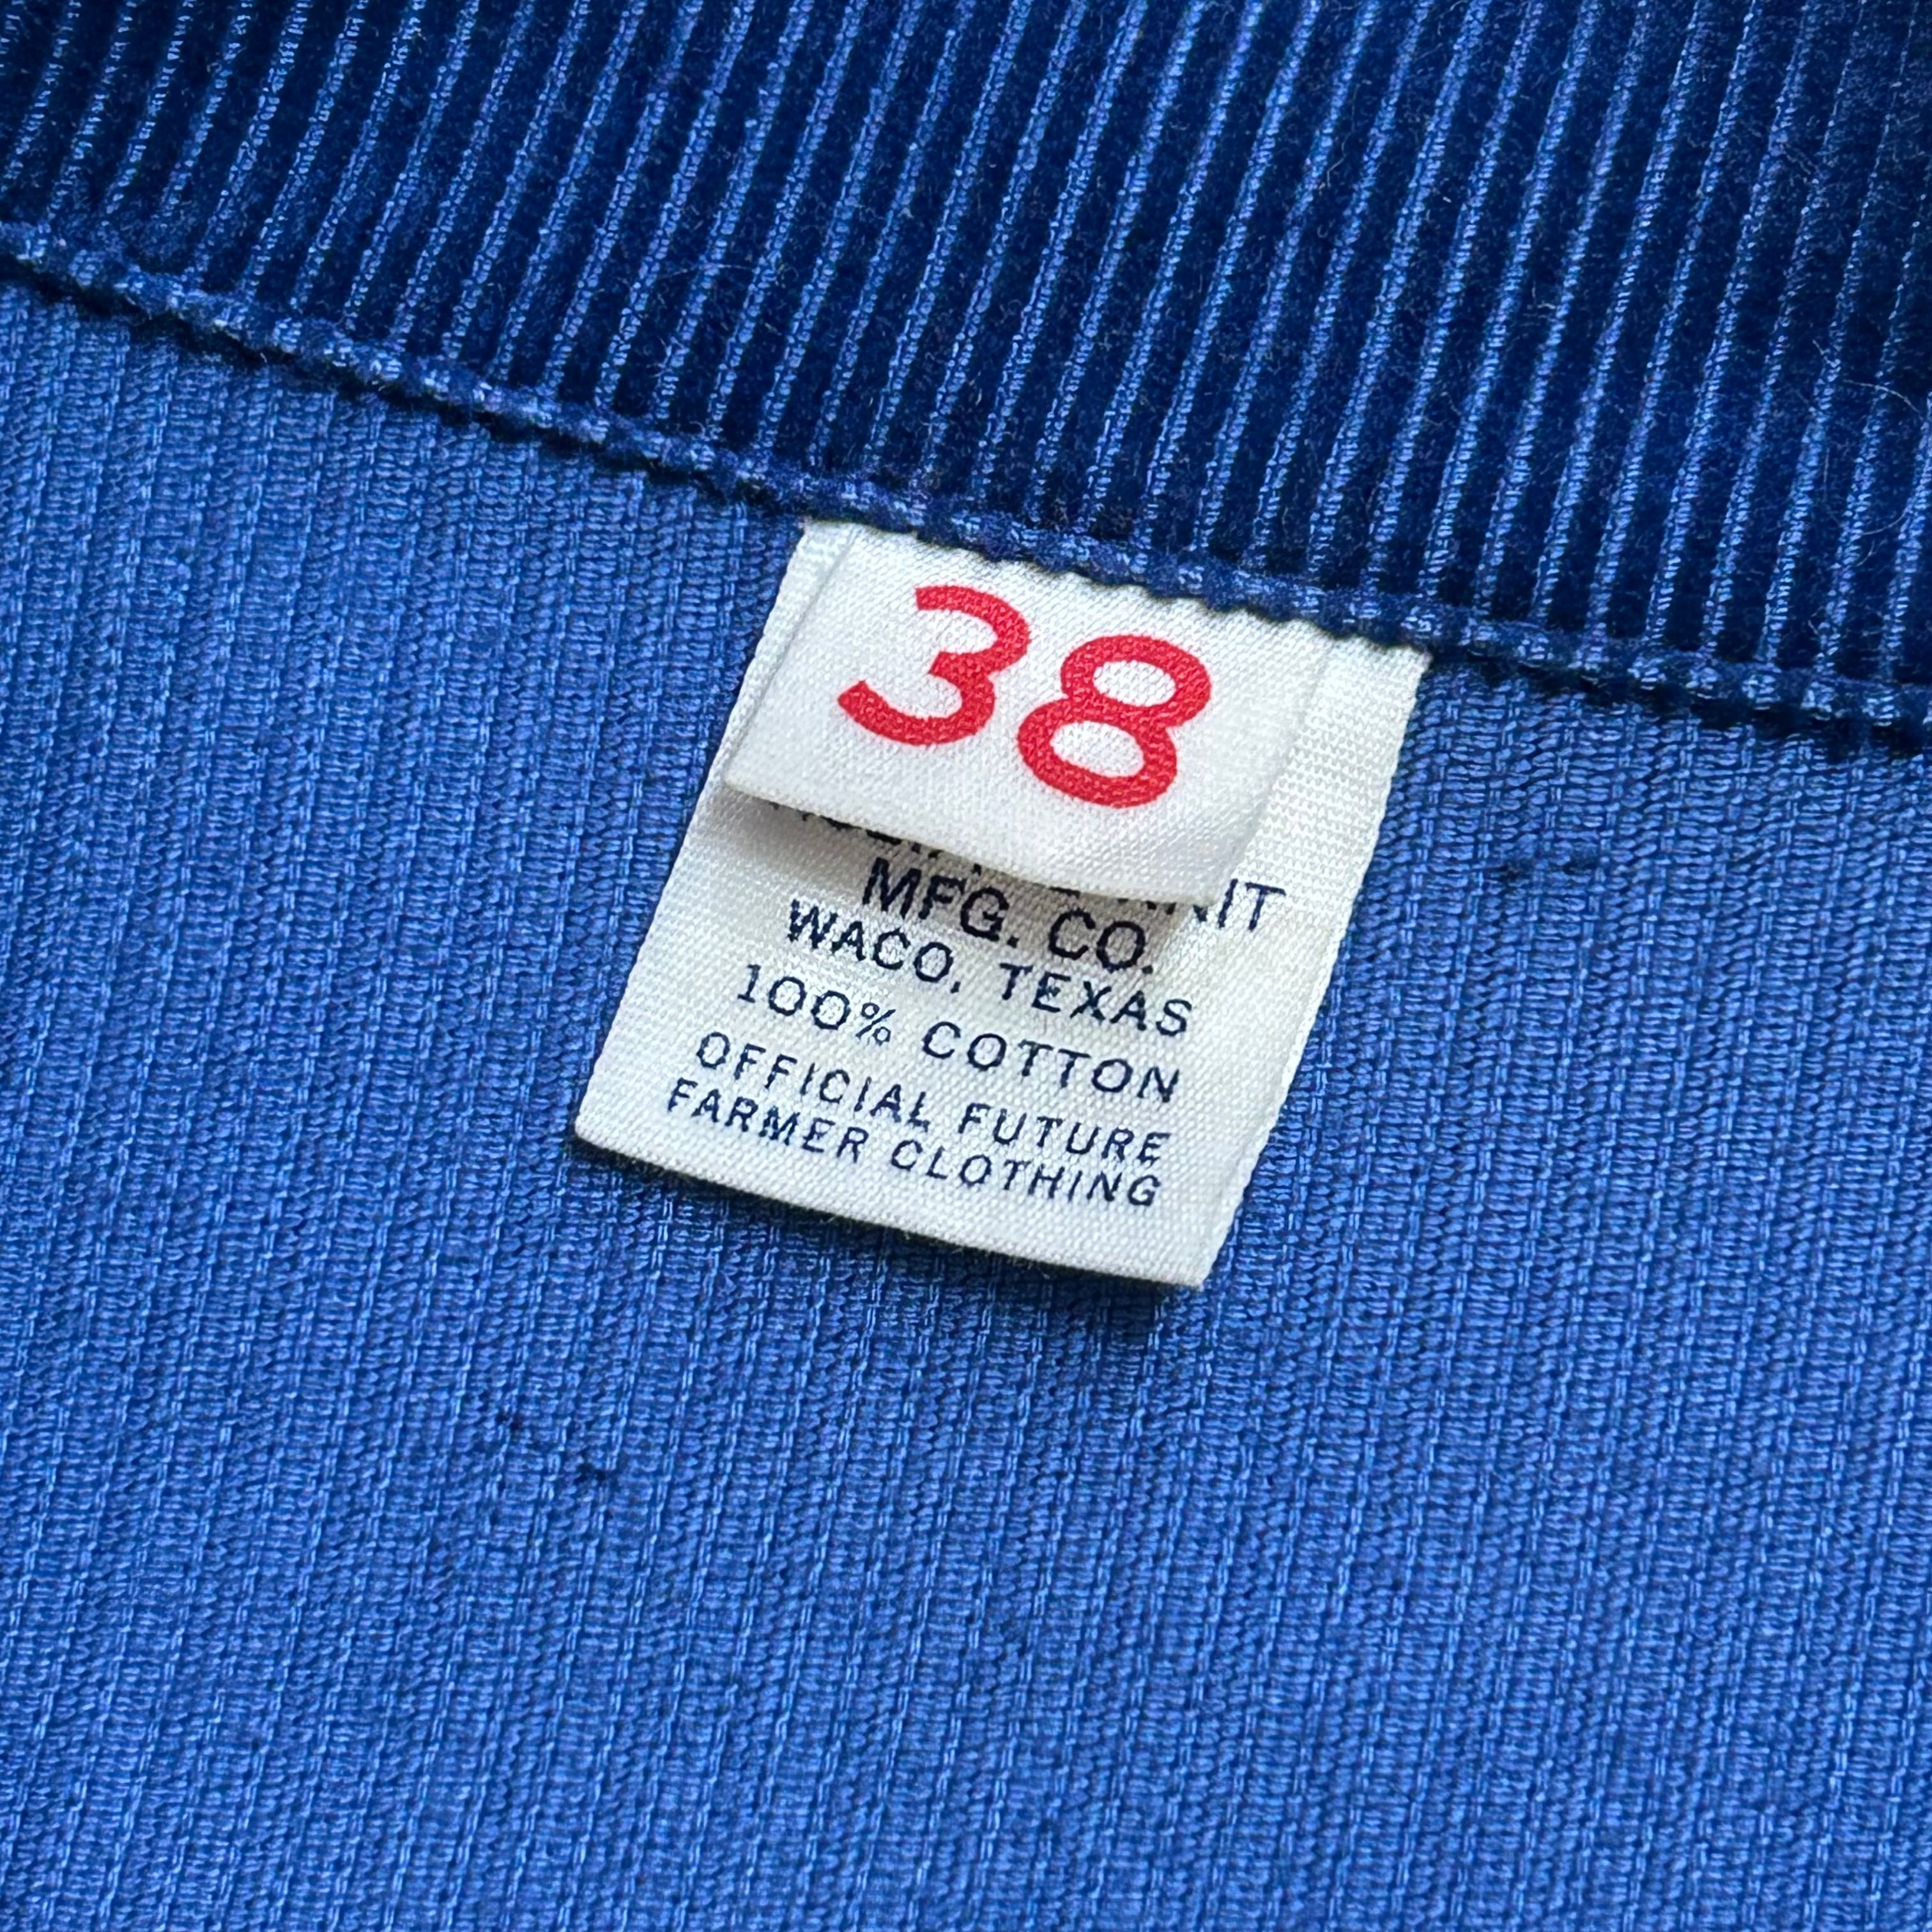 38
MFG. CO.
WACO, TEXAS
100% COTTON
OFFICIAL FUTURE
FARMER CLOTHING